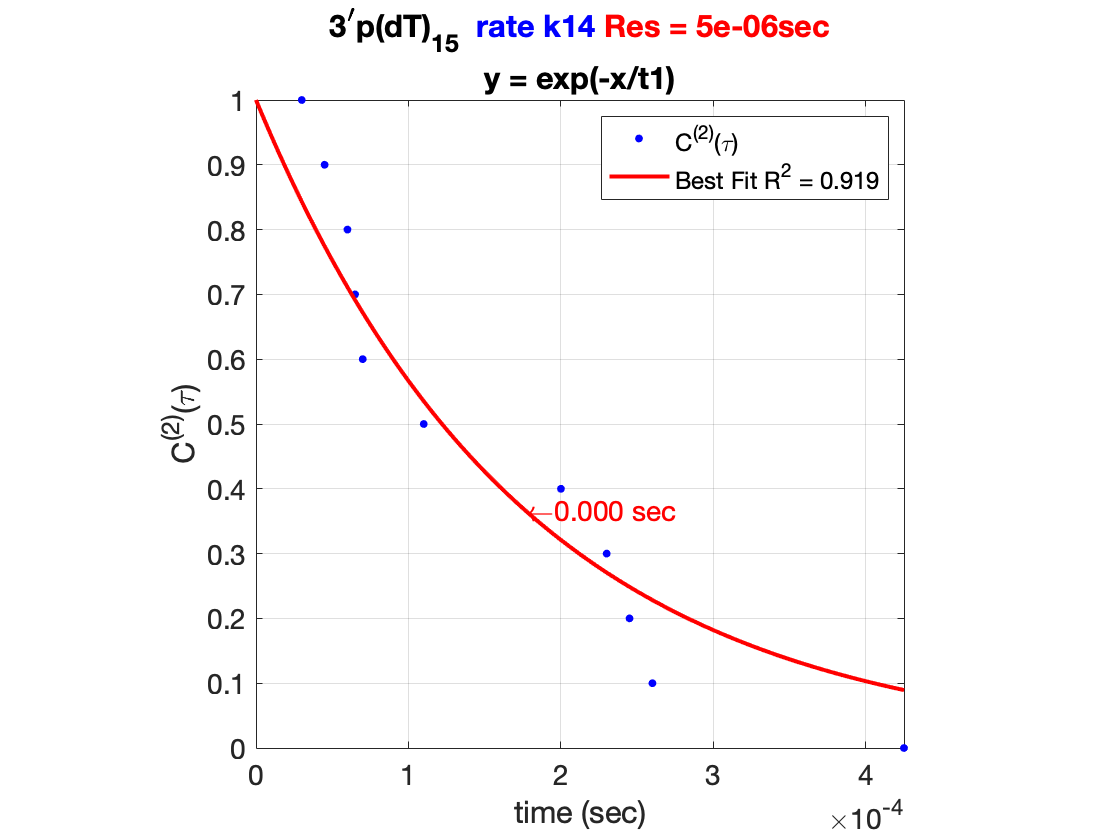 3′p(dT)₁₅ rate k14 Res = 5e-06sec
y = exp(-x/t1)
C⁽²⁾(τ)
Best Fit R² = 0.919
1
0.9
0.8
0.7
0.6
0.5
0.4
0.3
0.2
0.1
0
C⁽²⁾(τ)
←0.000 sec
0 1 2 3 4
time (sec)
×10⁻⁴